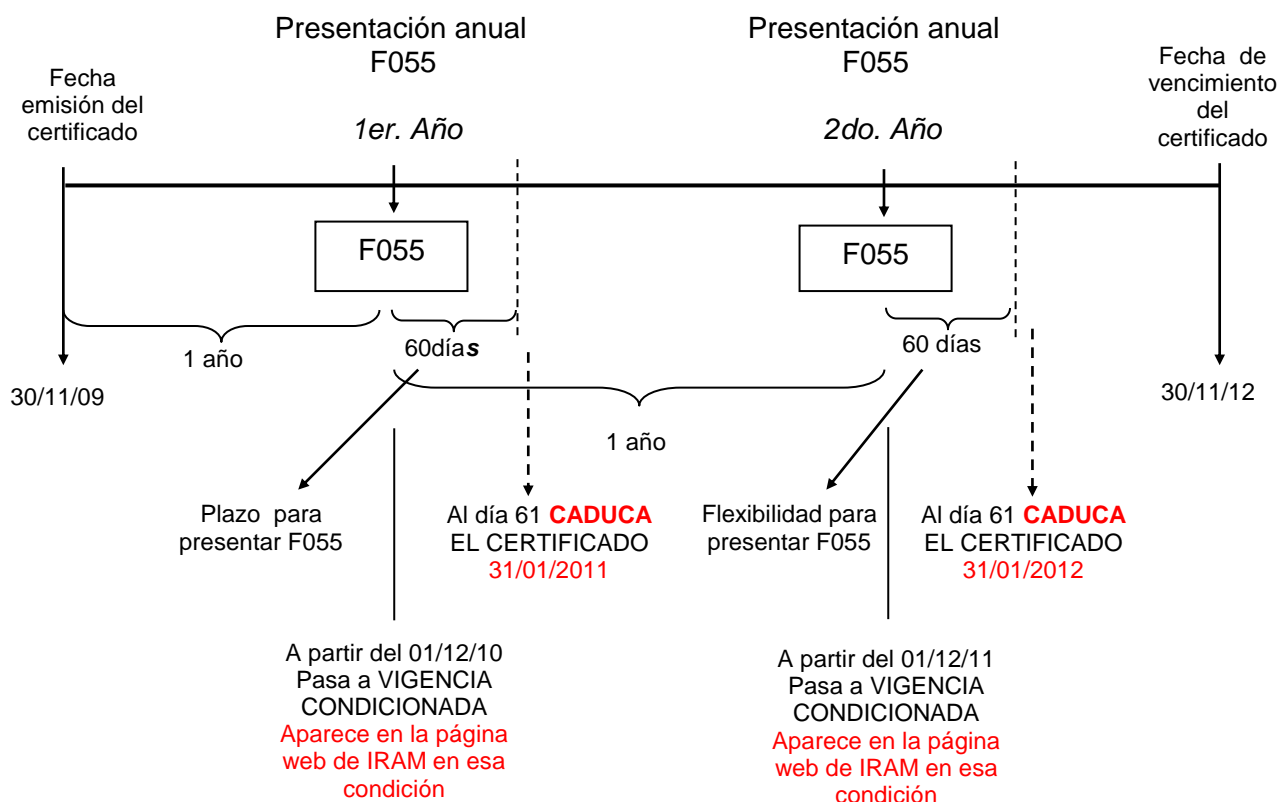 Presentación anual
F055
1er. Año
Presentación anual
F055
2do. Año
Fecha
emisión del
certificado
Fecha de
vencimiento
del
certificado
F055
F055
1 año
60días
60 días
30/11/09
30/11/12
1 año
Plazo para
presentar F055
Al día 61 CADUCA
EL CERTIFICADO
31/01/2011
Flexibilidad para
presentar F055
Al día 61 CADUCA
EL CERTIFICADO
31/01/2012
A partir del 01/12/10
Pasa a VIGENCIA
CONDICIONADA
Aparece en la página
web de IRAM en esa
condición
A partir del 01/12/11
Pasa a VIGENCIA
CONDICIONADA
Aparece en la página
web de IRAM en esa
condición